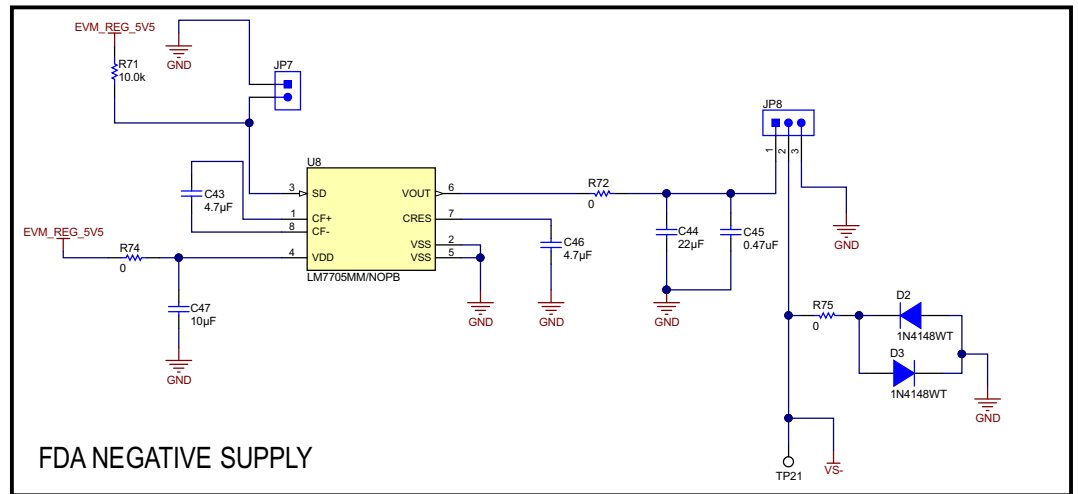 EVM_REG_5V5
R71
10.0k
GND
JP7
U8
C43
4.7µF
3 SD
1 CF+
8 CF-
4 VDD
VOUT 6
CRES 7
VSS 2
VSS 5
LM7705MM/NOPB
EVM_REG_5V5
R74
0
C47
10µF
GND
GND
C46
4.7µF
GND
R72
0
C44
22µF
C45
0.47uF
GND
JP8
1
2
3
GND
R75
0
D2
1N4148WT
D3
1N4148WT
GND
TP21
VS-
FDA NEGATIVE SUPPLY